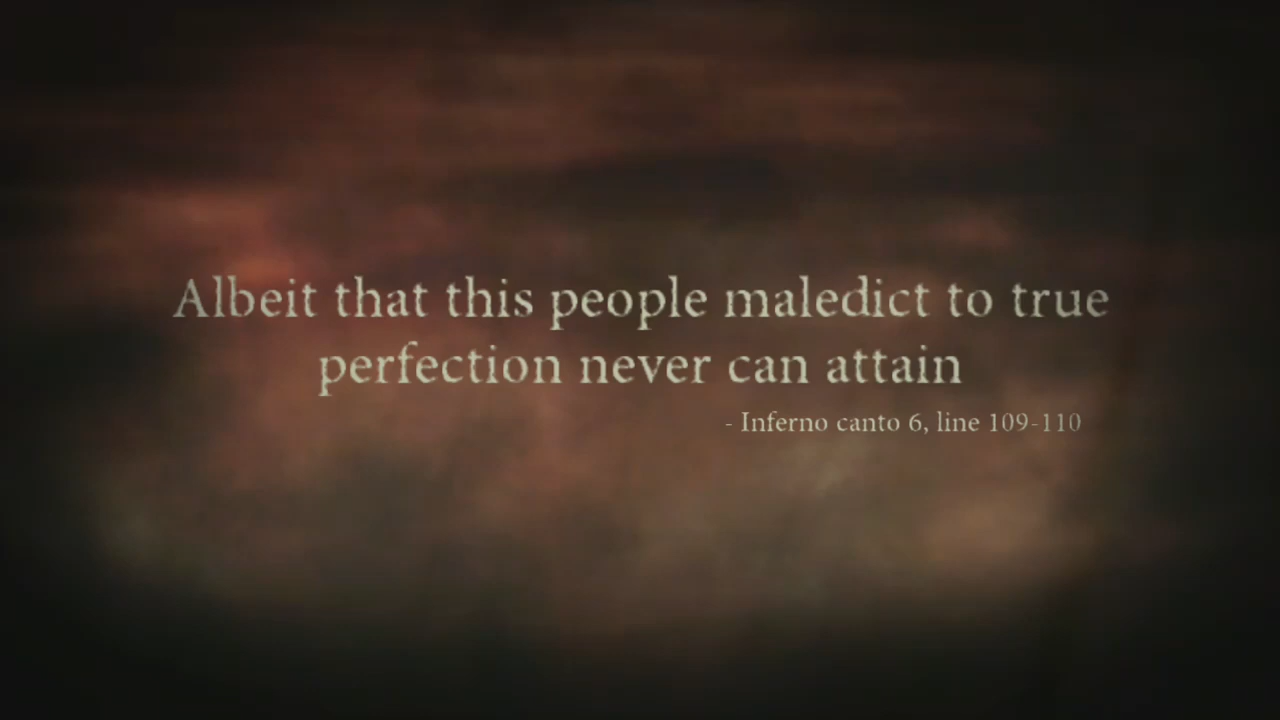 Albeit that this people maledict to true
perfection never can attain
- Inferno canto 6, line 109-110